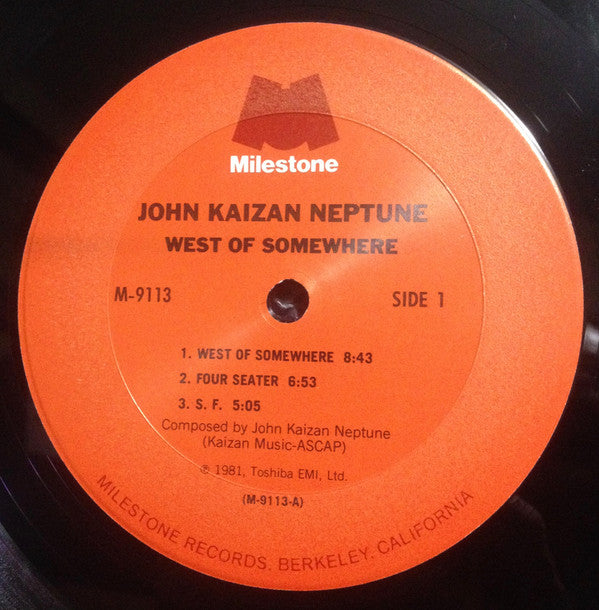 Milestone
JOHN KAIZAN NEPTUNE
WEST OF SOMEWHERE
M-9113
SIDE 1
1. WEST OF SOMEWHERE 8:43
2. FOUR SEATER 6:53
3. S. F. 5:05
Composed by John Kaizan Neptune
(Kaizan Music-ASCAP)
℗ 1981, Toshiba EMI, Ltd.
(M-9113-A)
MILESTONE RECORDS, BERKELEY, CALIFORNIA